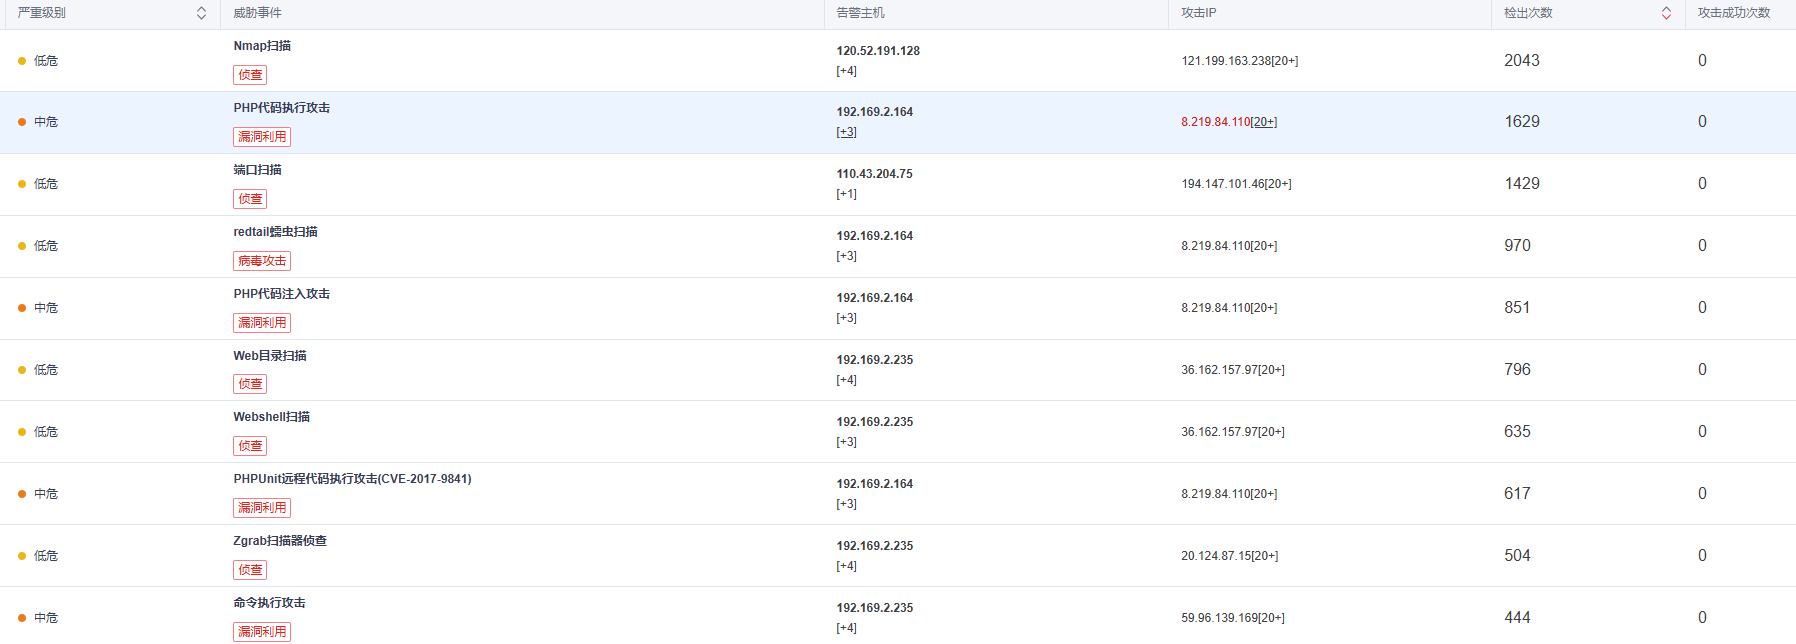 严重级别 威胁事件 告警主机 攻击IP 检出次数 攻击成功次数
低危 Nmap扫描 侦查 120.52.191.128 [+4] 121.199.163.238[20+] 2043 0
中危 PHP代码执行攻击 漏洞利用 192.169.2.164 [+3] 8.219.84.110[20+] 1629 0
低危 端口扫描 侦查 110.43.204.75 [+1] 194.147.101.46[20+] 1429 0
低危 redtail蠕虫扫描 病毒攻击 192.169.2.164 [+3] 8.219.84.110[20+] 970 0
中危 PHP代码注入攻击 漏洞利用 192.169.2.164 [+3] 8.219.84.110[20+] 851 0
低危 Web目录扫描 侦查 192.169.2.235 [+4] 36.162.157.97[20+] 796 0
低危 Webshell扫描 侦查 192.169.2.235 [+3] 36.162.157.97[20+] 635 0
中危 PHPUnit远程代码执行攻击(CVE-2017-9841) 漏洞利用 192.169.2.164 [+3] 8.219.84.110[20+] 617 0
低危 Zgrab扫描器侦查 侦查 192.169.2.235 [+4] 20.124.87.15[20+] 504 0
中危 命令执行攻击 漏洞利用 192.169.2.235 [+4] 59.96.139.169[20+] 444 0